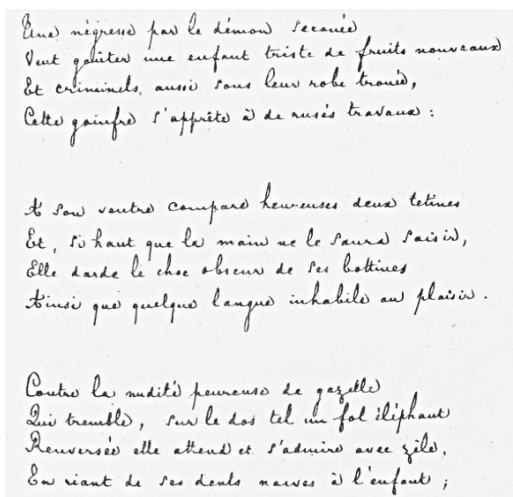 Une négresse par le démon secouée
Veut goûter une enfant triste de fruits nouveaux
Et criminels aussi sous leur robe trouée,
Cette goinfre s'apprête à de rusés travaux :
A son ventre compare heureuses deux tetines
Et, si haut que la main ne le saura saisir,
Elle darde le choc obscur de ses bottines
Ainsi que quelque langue inhabile au plaisir.
Contre la nudité peureuse de gazelle
Qui tremble, sur le dos tel un fol éléphant
Renversée elle attend et s'admire avec zèle,
En riant de ses dents naïves à l'enfant ;